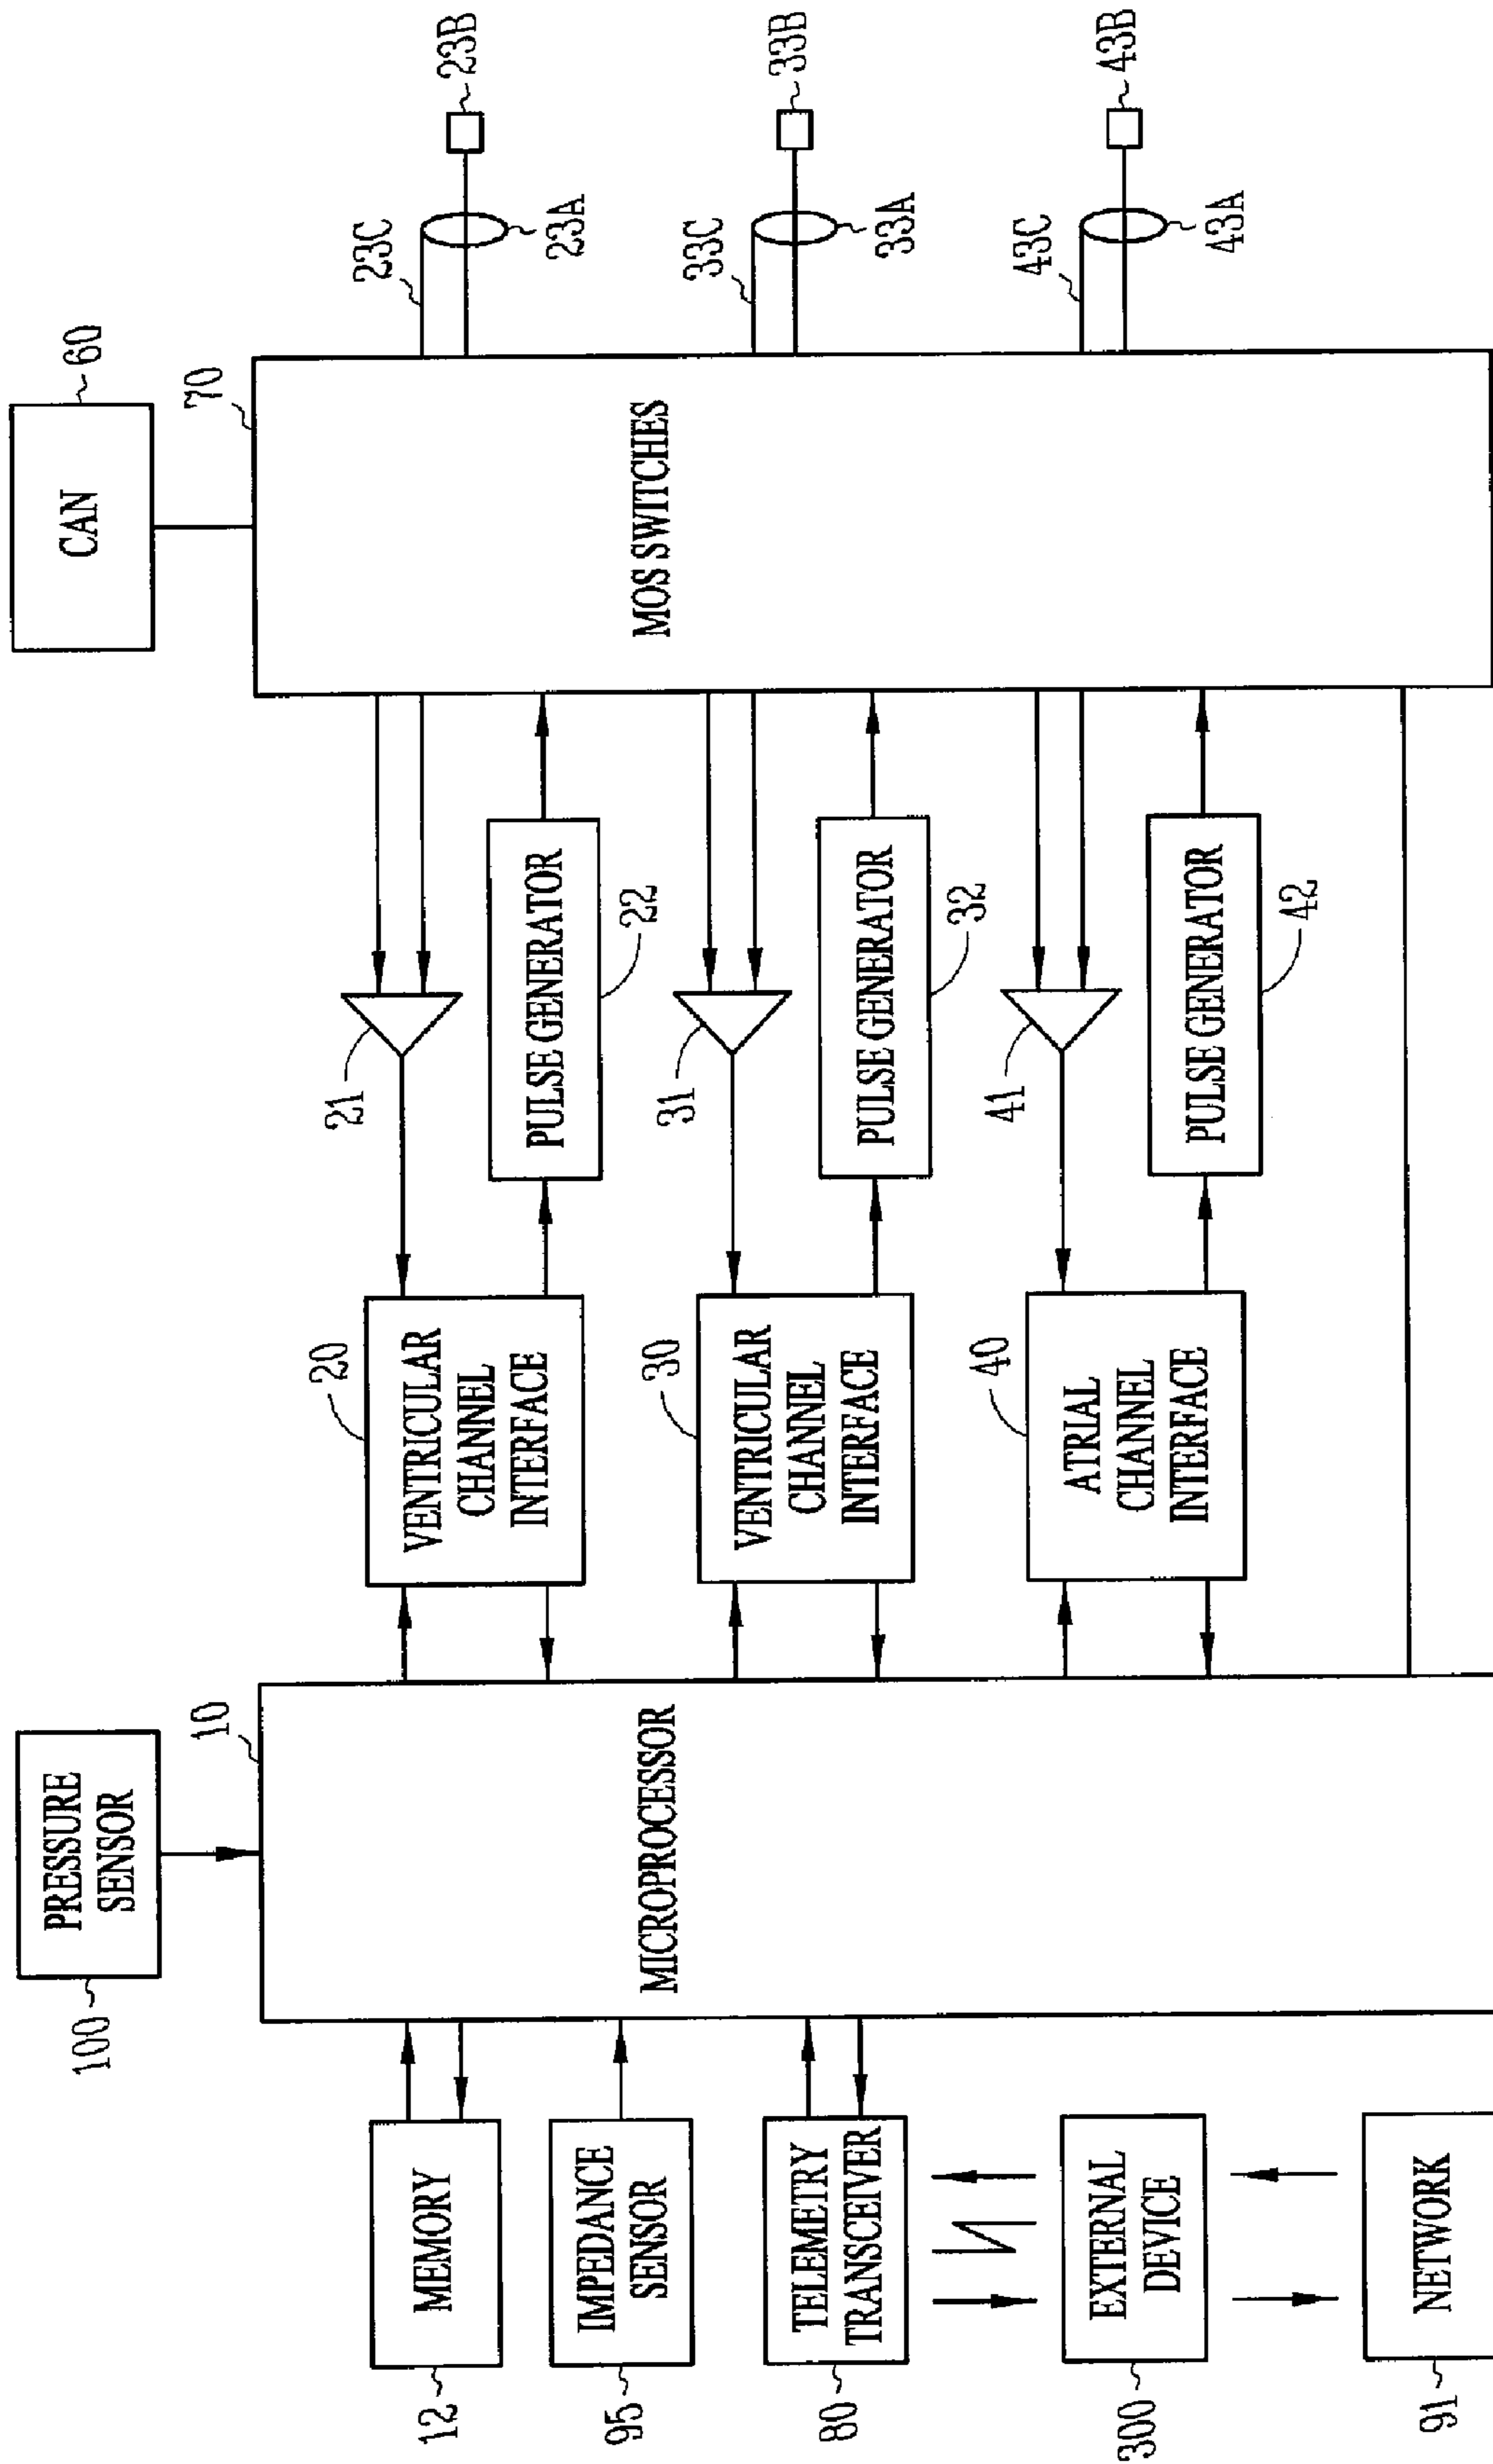 CAN
60
70
MOS SWITCHES
23C
23A
23B
33C
33A
33B
43C
43A
43B
21
PULSE GENERATOR
22
31
PULSE GENERATOR
32
41
PULSE GENERATOR
42
20
VENTRICULAR
CHANNEL
INTERFACE
30
VENTRICULAR
CHANNEL
INTERFACE
40
ATRIAL
CHANNEL
INTERFACE
PRESSURE
SENSOR
100
10
MICROPROCESSOR
MEMORY
12
IMPEDANCE
SENSOR
95
TELEMETRY
TRANSCEIVER
80
EXTERNAL
DEVICE
300
NETWORK
91